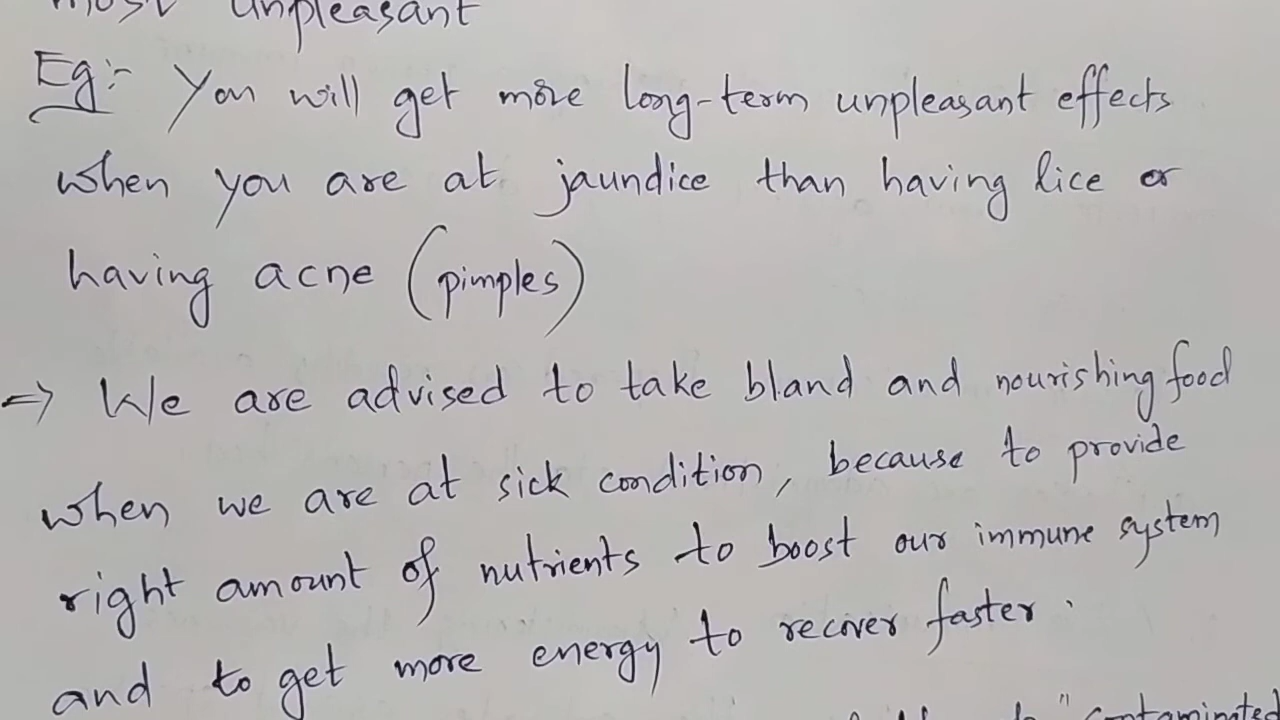 most unpleasant
Eg:- You will get more long-term unpleasant effects
when you are at jaundice than having lice or
having acne (pimples)
⇒ We are advised to take bland and nourishing food
when we are at sick condition, because to provide
right amount of nutrients to boost our immune system
and to get more energy to recover faster.
"contaminated